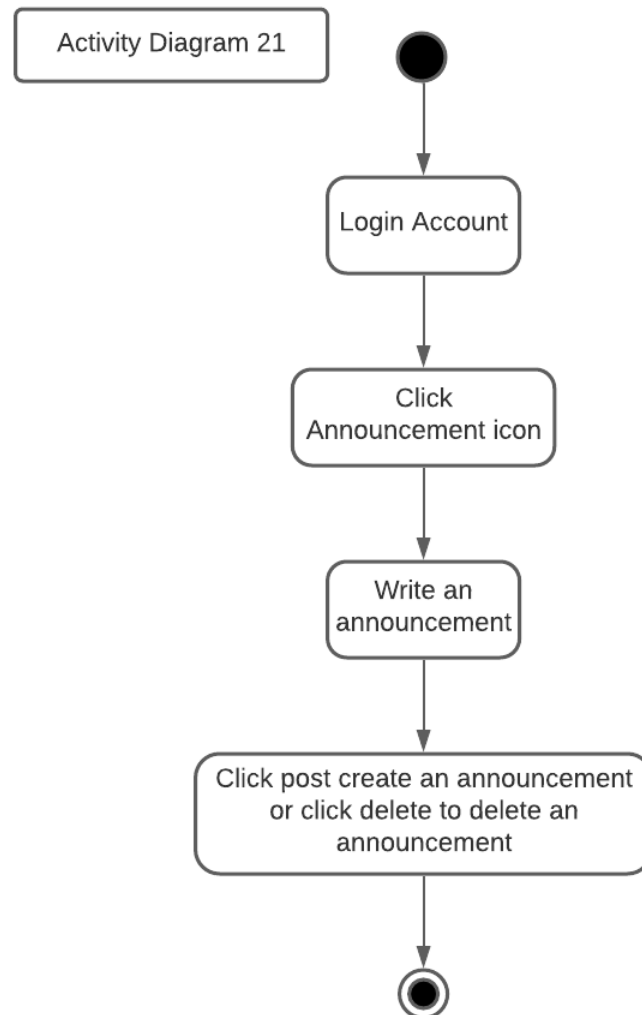 Activity Diagram 21
Login Account
Click
Announcement icon
Write an
announcement
Click post create an announcement
or click delete to delete an
announcement